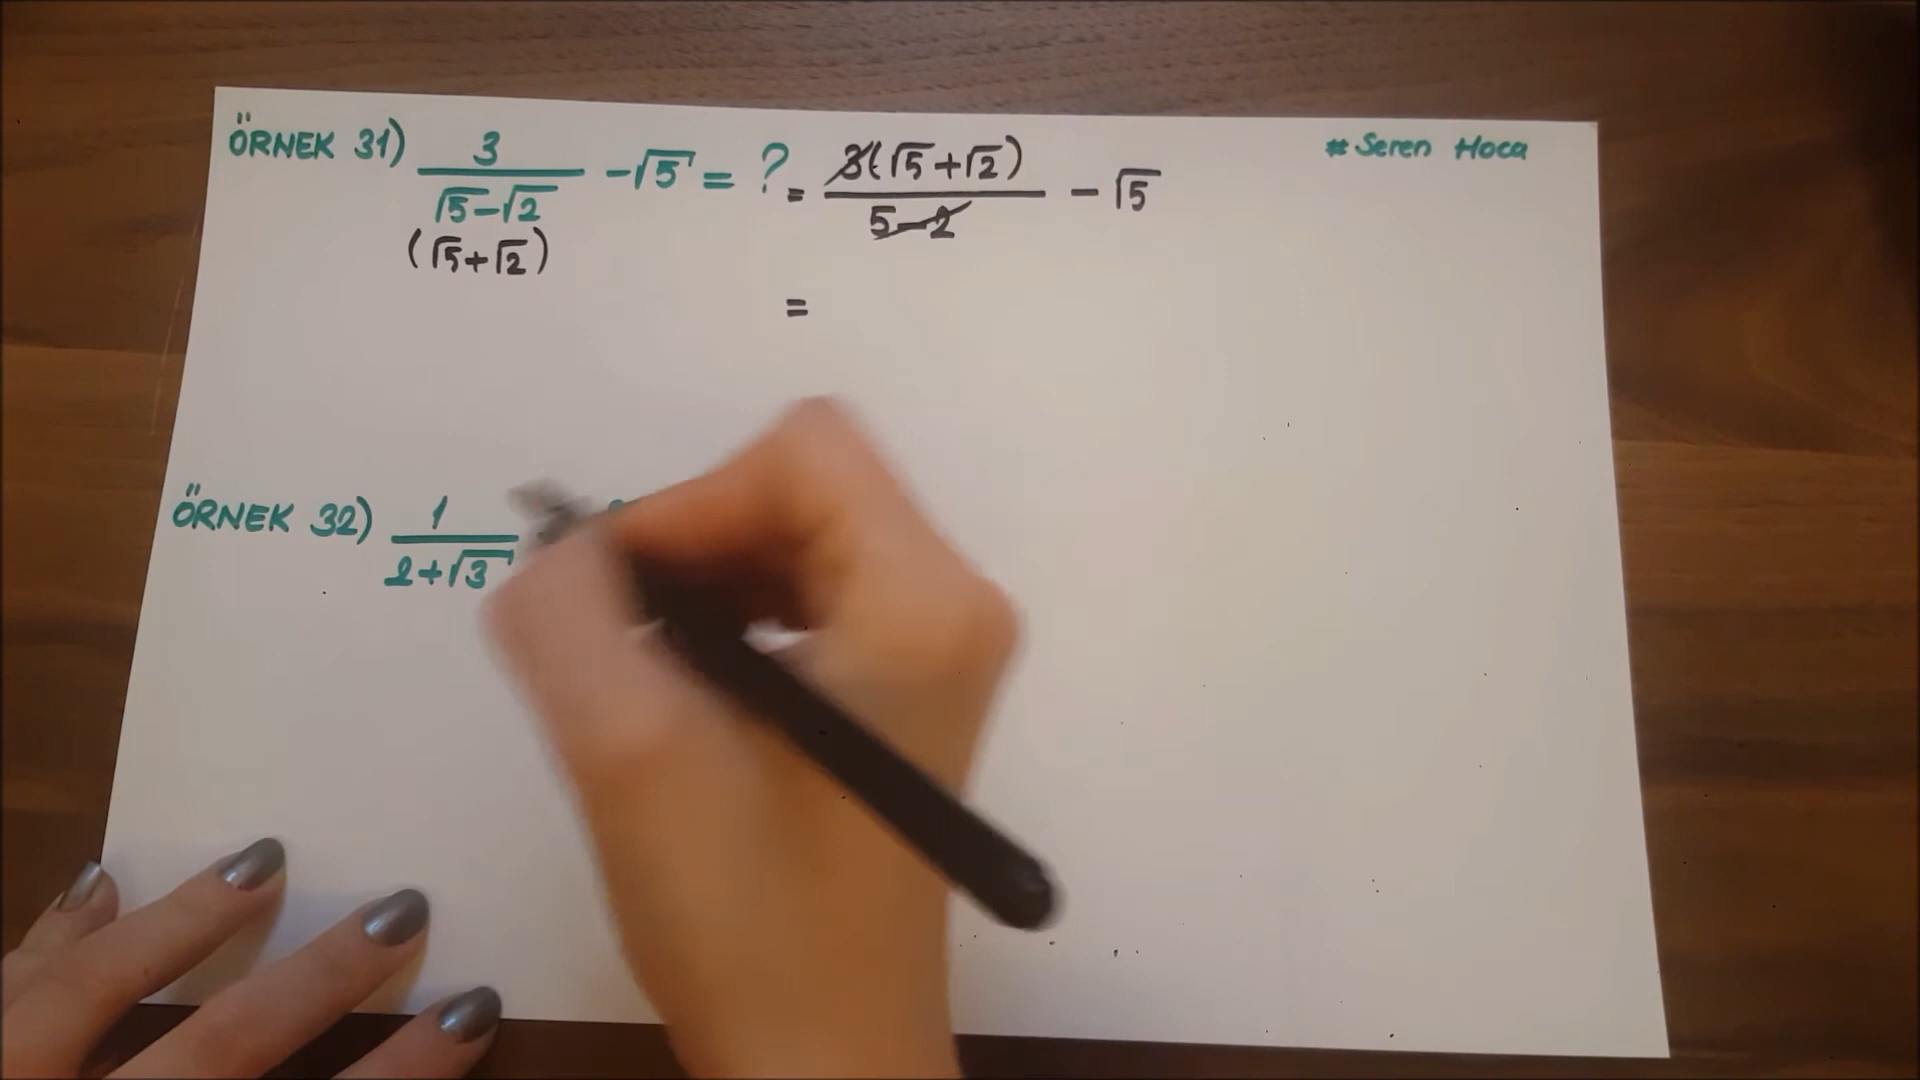 ÖRNEK 31) 3/(√5-√2) -√5 = ? = 3(√5+√2)/(5-2) - √5
(√5+√2)
=
# Seren Hoca
ÖRNEK 32) 1/(2+√3)